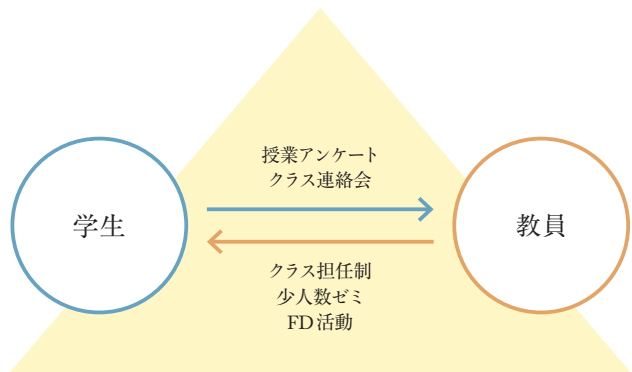 授業アンケート
クラス連絡会
学生
教員
クラス担任制
少人数ゼミ
FD活動